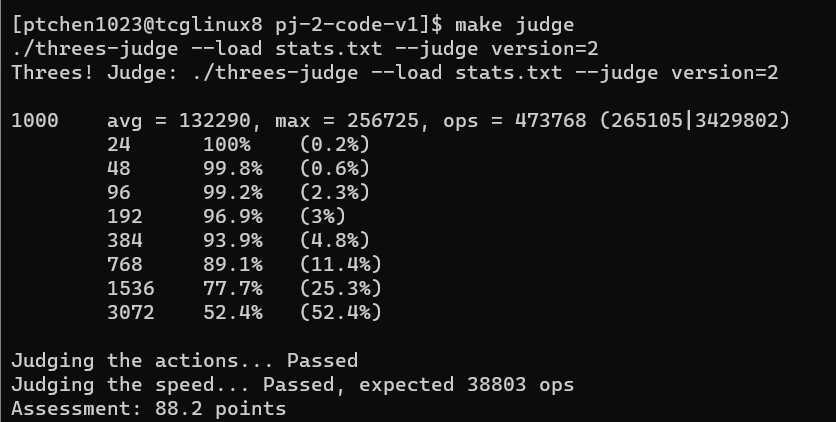 [ptchen1023@tcglinux8 pj-2-code-v1]$ make judge
./threes-judge --load stats.txt --judge version=2
Threes! Judge: ./threes-judge --load stats.txt --judge version=2
1000 avg = 132290, max = 256725, ops = 473768 (265105|3429802)
24 100% (0.2%)
48 99.8% (0.6%)
96 99.2% (2.3%)
192 96.9% (3%)
384 93.9% (4.8%)
768 89.1% (11.4%)
1536 77.7% (25.3%)
3072 52.4% (52.4%)
Judging the actions... Passed
Judging the speed... Passed, expected 38803 ops
Assessment: 88.2 points